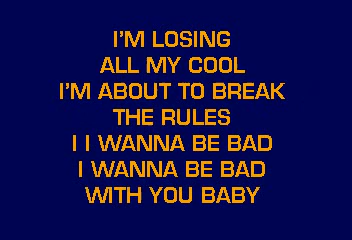 I'M LOSING
ALL MY COOL
I'M ABOUT TO BREAK
THE RULES
I I WANNA BE BAD
I WANNA BE BAD
WITH YOU BABY